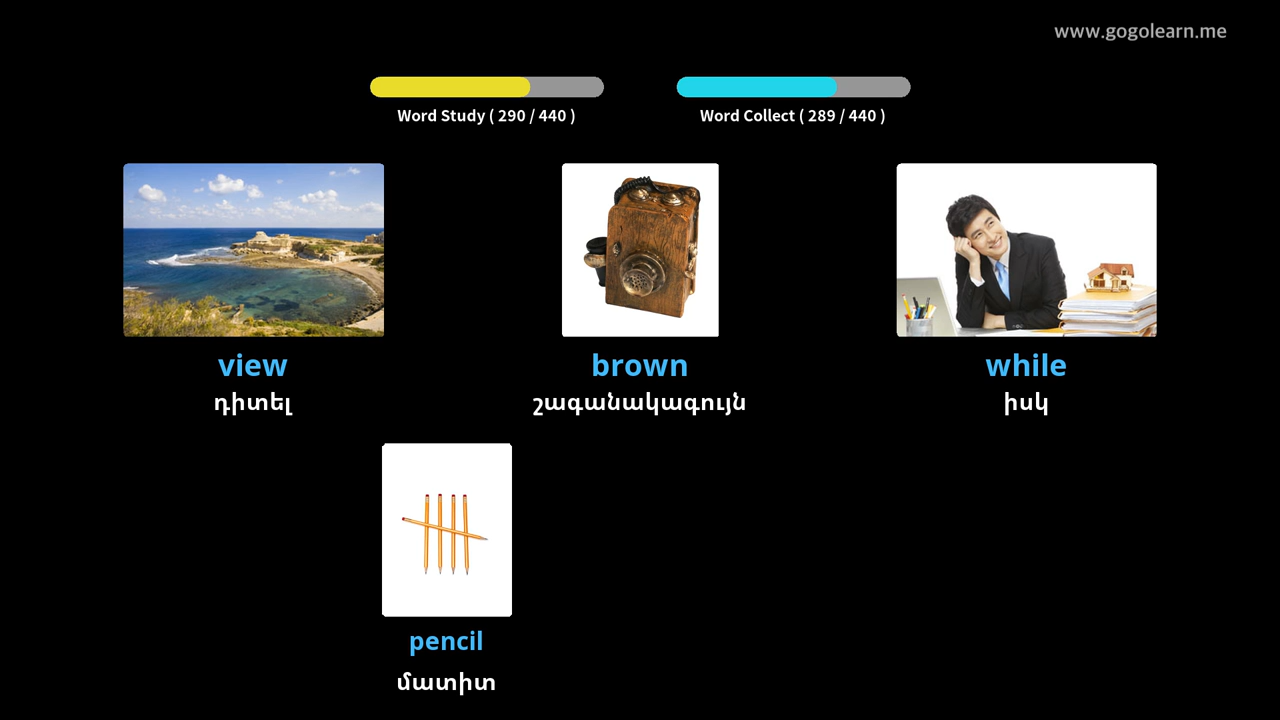 www.gogolearn.me
Word Study ( 290 / 440 )
Word Collect ( 289 / 440 )
view
brown
while
դիտել
շագանակագույն
իսկ
pencil
մատիտ